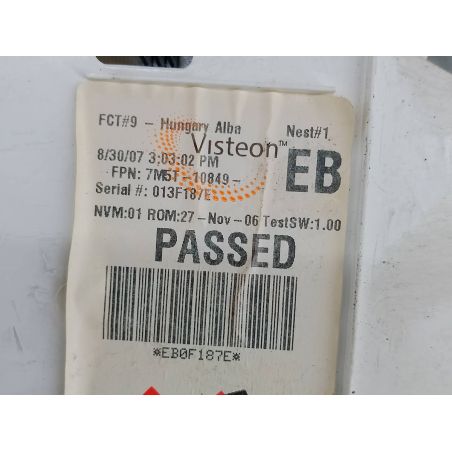 FCT#9 - Hungary Alba Nest#1
Visteon™
8/30/07 3:03:02 PM EB
FPN: 7M5T-10849-
Serial #: 013F187E
NVM:01 ROM:27-Nov-06 TestSW:1.00
PASSED
*EB0F187E*